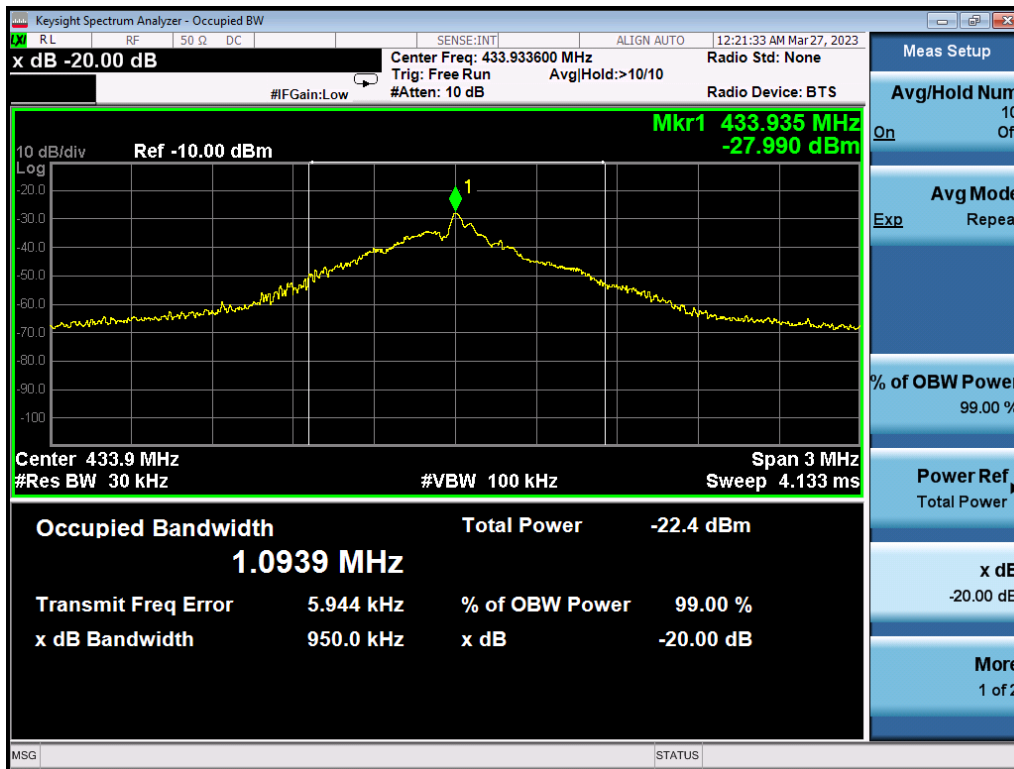 Keysight Spectrum Analyzer - Occupied BW
LXI RL RF 50 Ω DC SENSE:INT ALIGN AUTO 12:21:33 AM Mar 27, 2023
x dB -20.00 dB
Center Freq: 433.933600 MHz Radio Std: None
Trig: Free Run Avg|Hold:>10/10
#IFGain:Low #Atten: 10 dB Radio Device: BTS
Mkr1 433.935 MHz
-27.990 dBm
10 dB/div Ref -10.00 dBm
Log
1
-20.0
-30.0
-40.0
-50.0
-60.0
-70.0
-80.0
-90.0
-100
Center 433.9 MHz Span 3 MHz
#Res BW 30 kHz #VBW 100 kHz Sweep 4.133 ms
Occupied Bandwidth Total Power -22.4 dBm
1.0939 MHz
Transmit Freq Error 5.944 kHz % of OBW Power 99.00 %
x dB Bandwidth 950.0 kHz x dB -20.00 dB
MSG STATUS
Meas Setup
Avg/Hold Num
10
On Of
Avg Mode
Exp Repea
% of OBW Power
99.00 %
Power Ref
Total Power
x dB
-20.00 dB
More
1 of 2